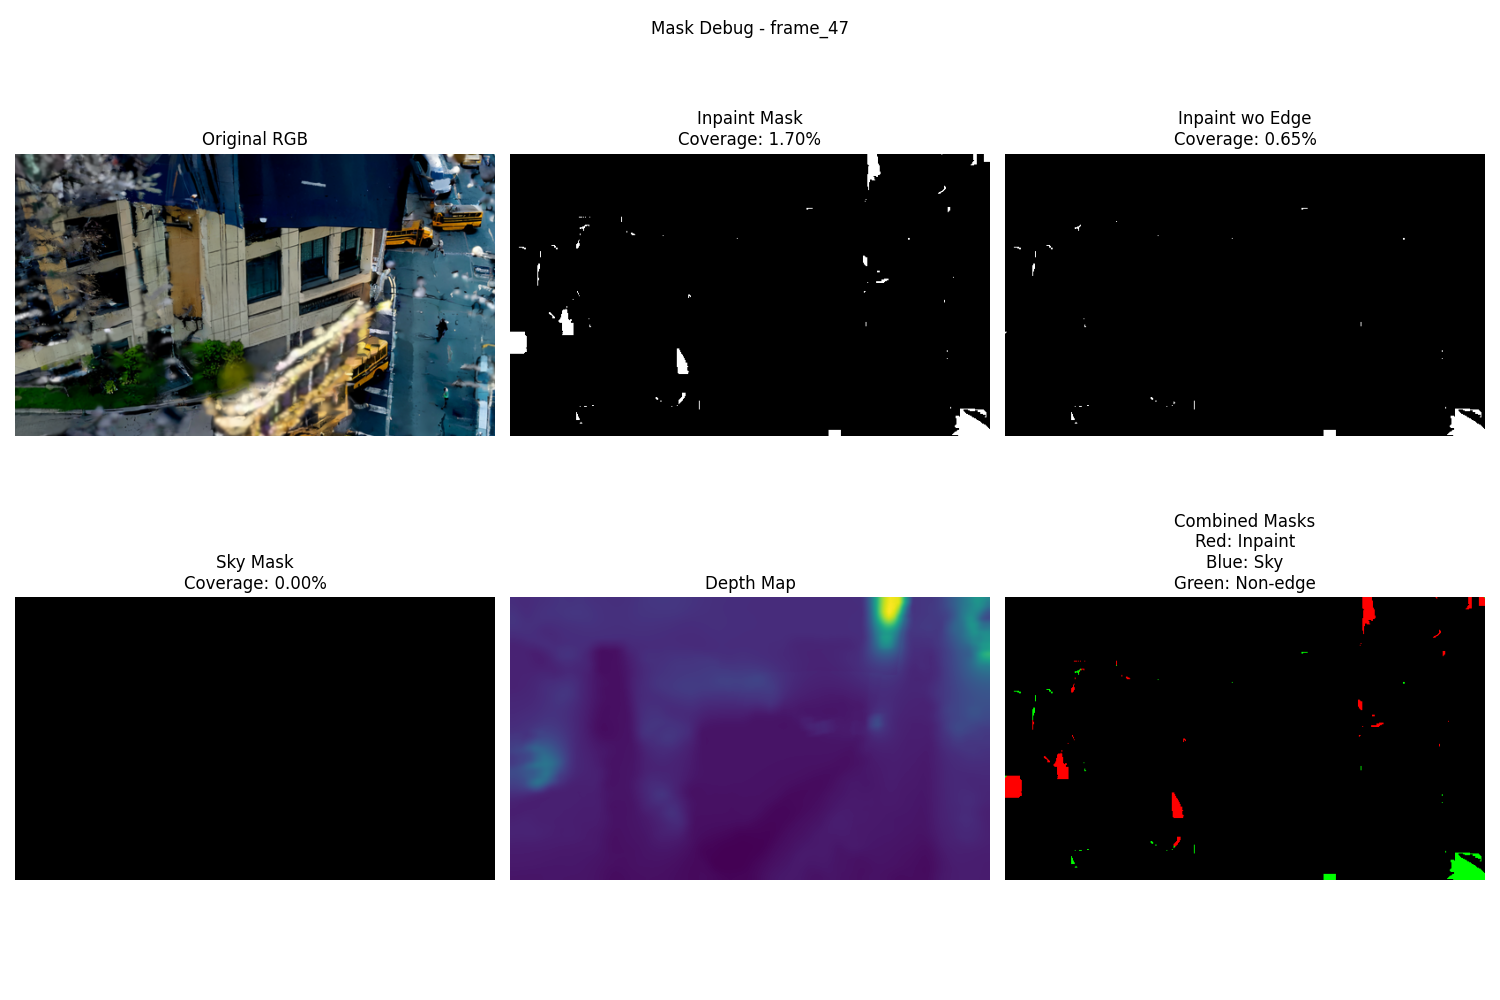 Mask Debug - frame_47
Original RGB
Inpaint Mask
Coverage: 1.70%
Inpaint wo Edge
Coverage: 0.65%
Sky Mask
Coverage: 0.00%
Depth Map
Combined Masks
Red: Inpaint
Blue: Sky
Green: Non-edge